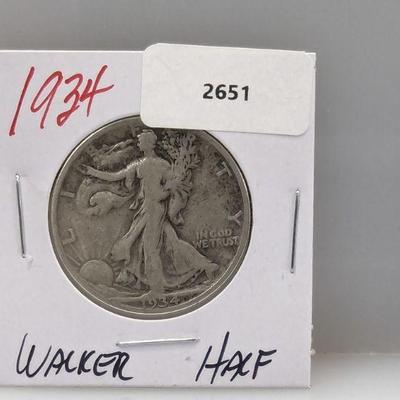 1934
2651
LIBERTY
IN GOD
WE TRUST
1934
WALKER HALF